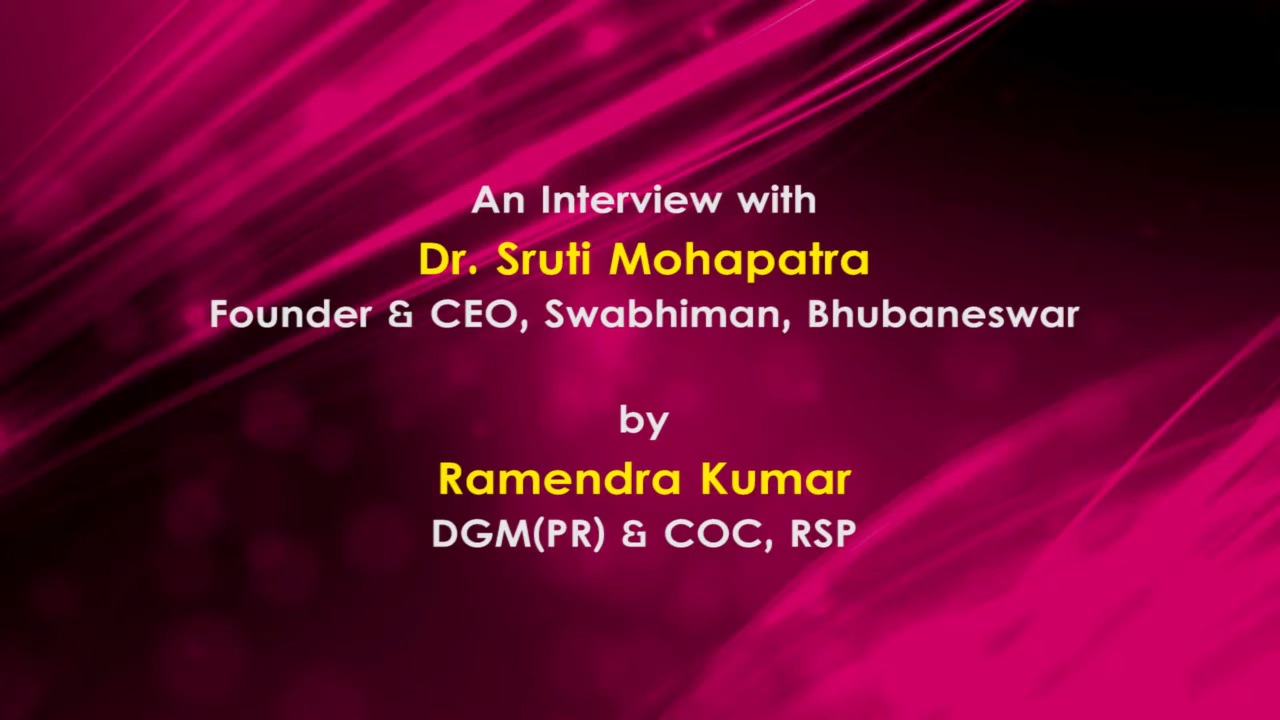 An Interview with
Dr. Sruti Mohapatra
Founder & CEO, Swabhiman, Bhubaneswar
by
Ramendra Kumar
DGM(PR) & COC, RSP